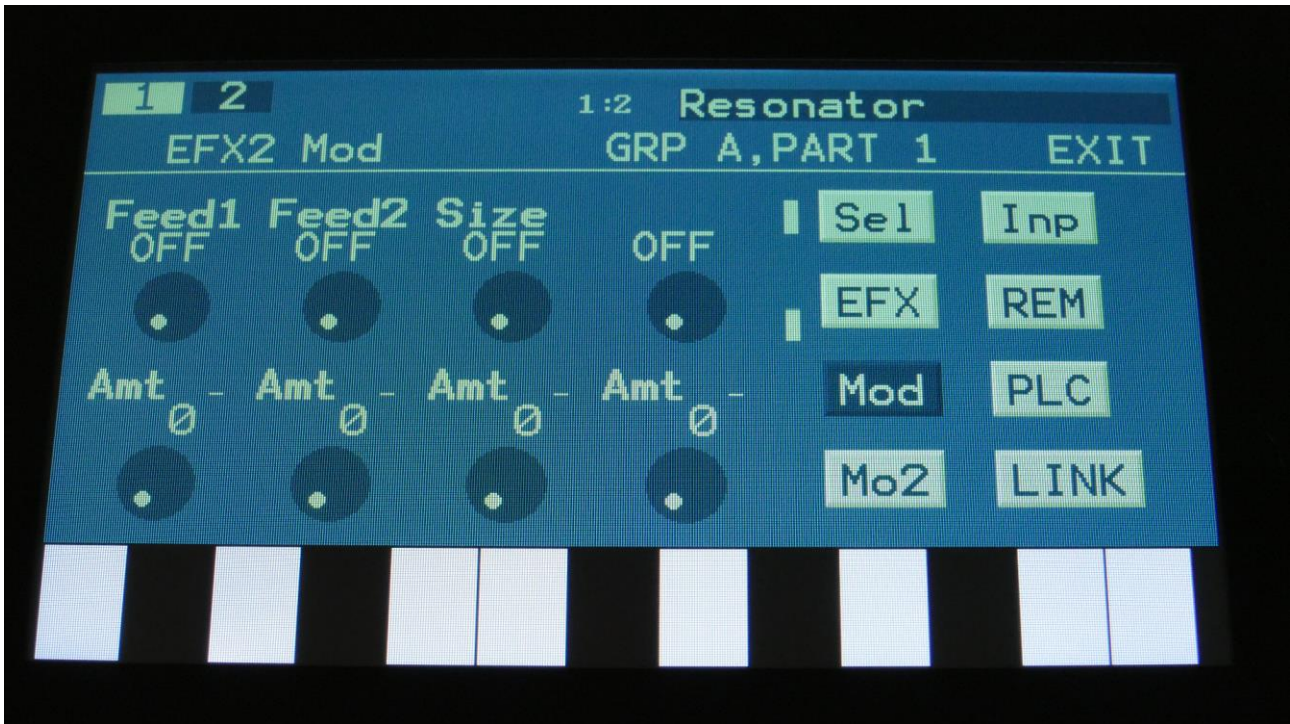 1 2 1:2 Resonator
EFX2 Mod GRP A,PART 1 EXIT
Feed1 Feed2 Size Sel Inp
OFF OFF OFF OFF
EFX REM
Amt - Amt - Amt - Amt - Mod PLC
0 0 0 0
Mo2 LINK